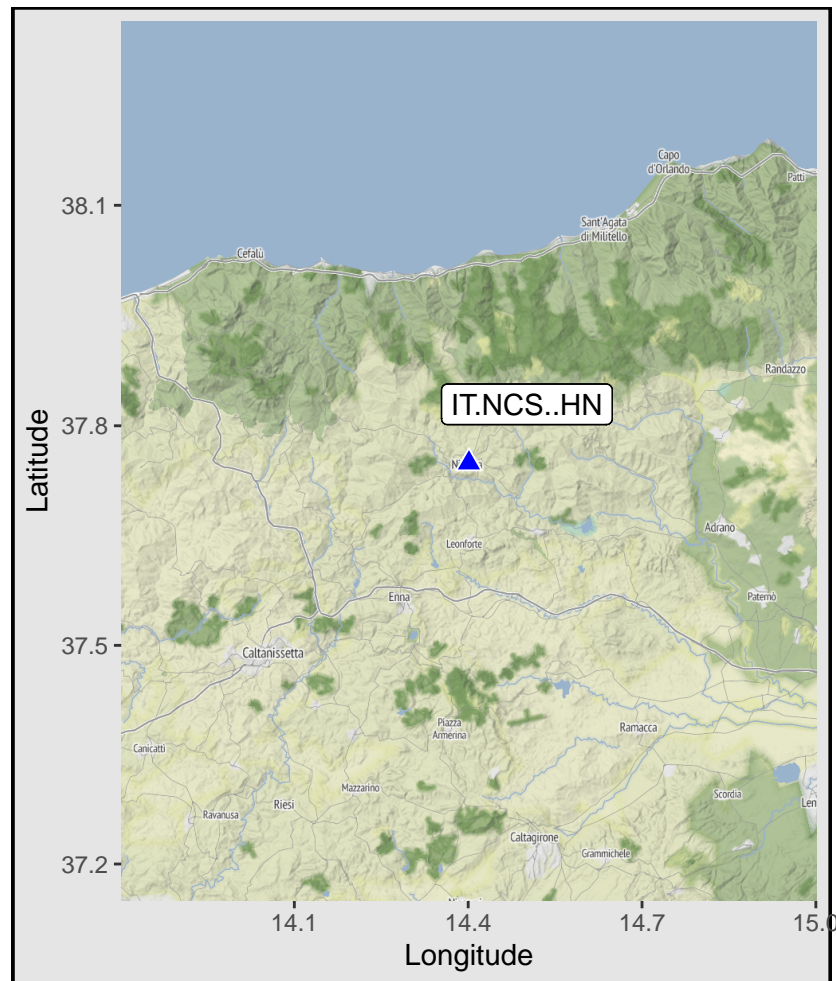 Capo
d'Orlando
Patti
38.1
Sant'Agata
di Militello
Cefalù
Randazzo
IT.NCS..HN
37.8
Latitude
Adrano
Leonforte
Enna
Paternò
37.5
Caltanissetta
Piazza
Armerina
Ramacca
Canicattì
Mazzarino
Scordia
Riesi
Ravanusa
Caltagirone
Grammichele
37.2
14.1
14.4
14.7
15.0
Longitude